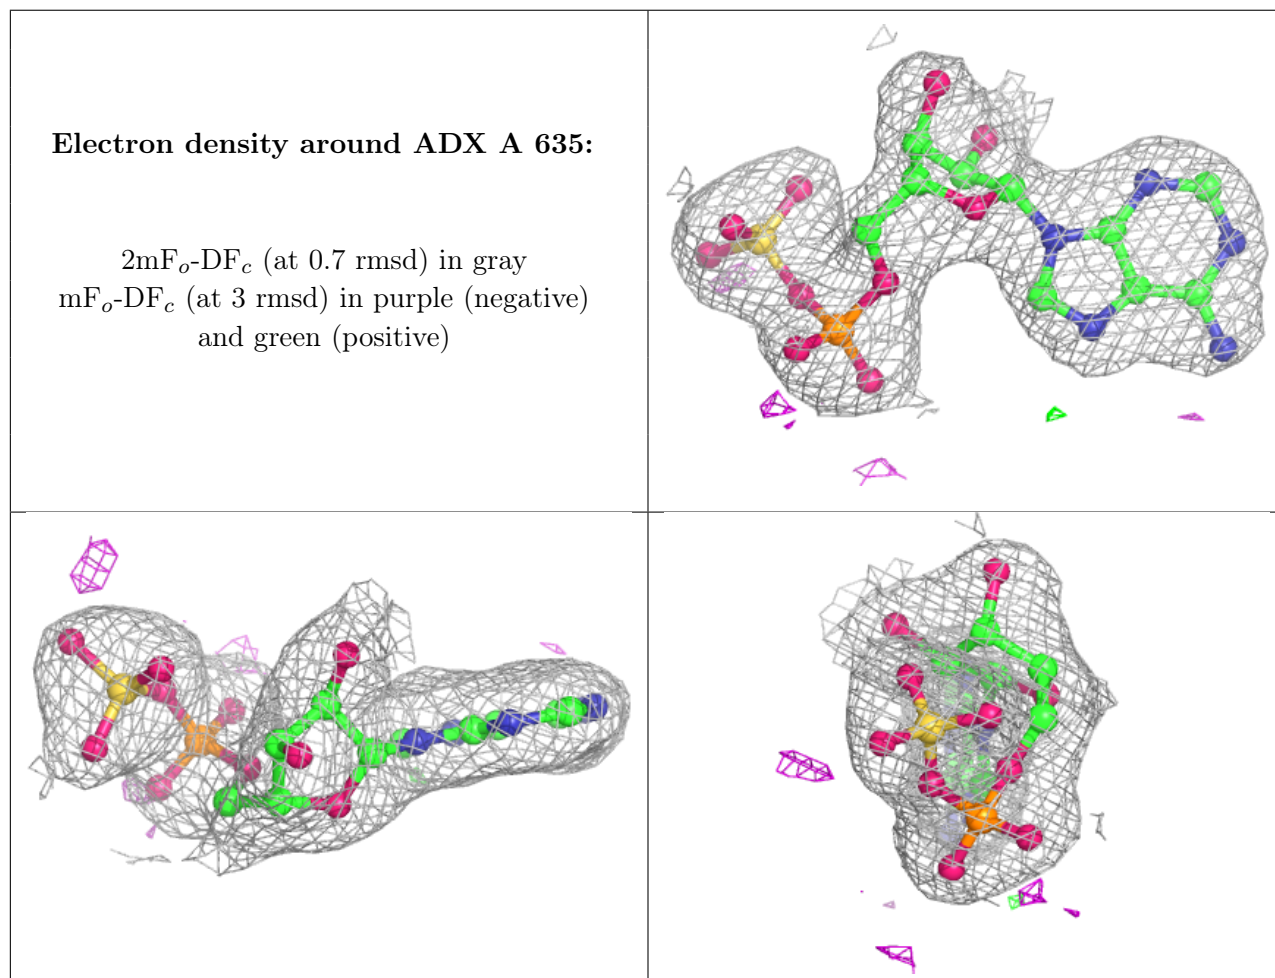 Electron density around ADX A 635:
2mFo-DFc (at 0.7 rmsd) in gray
mFo-DFc (at 3 rmsd) in purple (negative)
and green (positive)